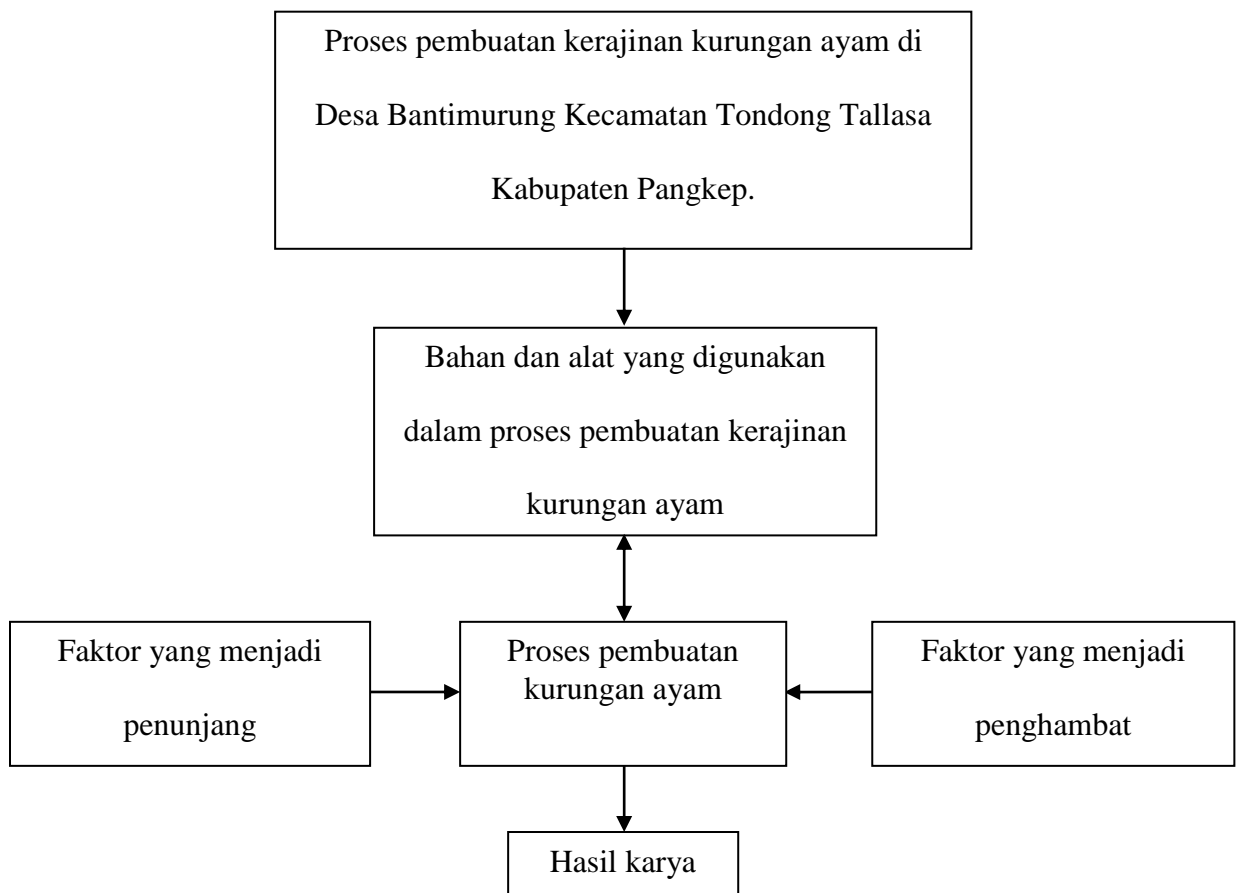 Proses pembuatan kerajinan kurungan ayam di
Desa Bantimurung Kecamatan Tondong Tallasa
Kabupaten Pangkep.
Bahan dan alat yang digunakan
dalam proses pembuatan kerajinan
kurungan ayam
Faktor yang menjadi
penunjang
Proses pembuatan
kurungan ayam
Faktor yang menjadi
penghambat
Hasil karya